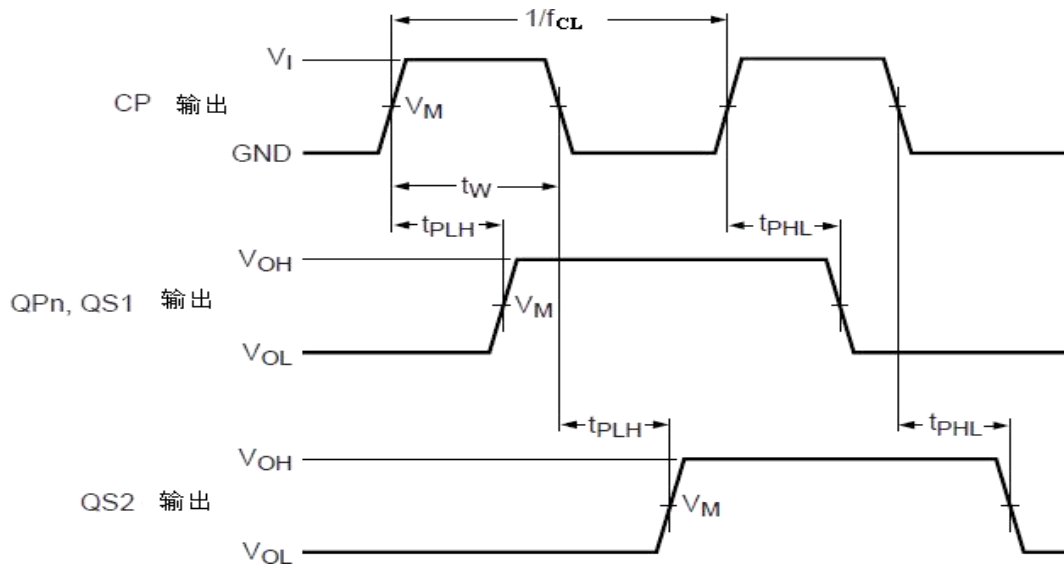 1/fCL
VI
CP 输出
VM
GND
tW
tPLH
tPHL
VOH
QPn, QS1 输出
VM
VOL
tPLH
tPHL
VOH
QS2 输出
VM
VOL